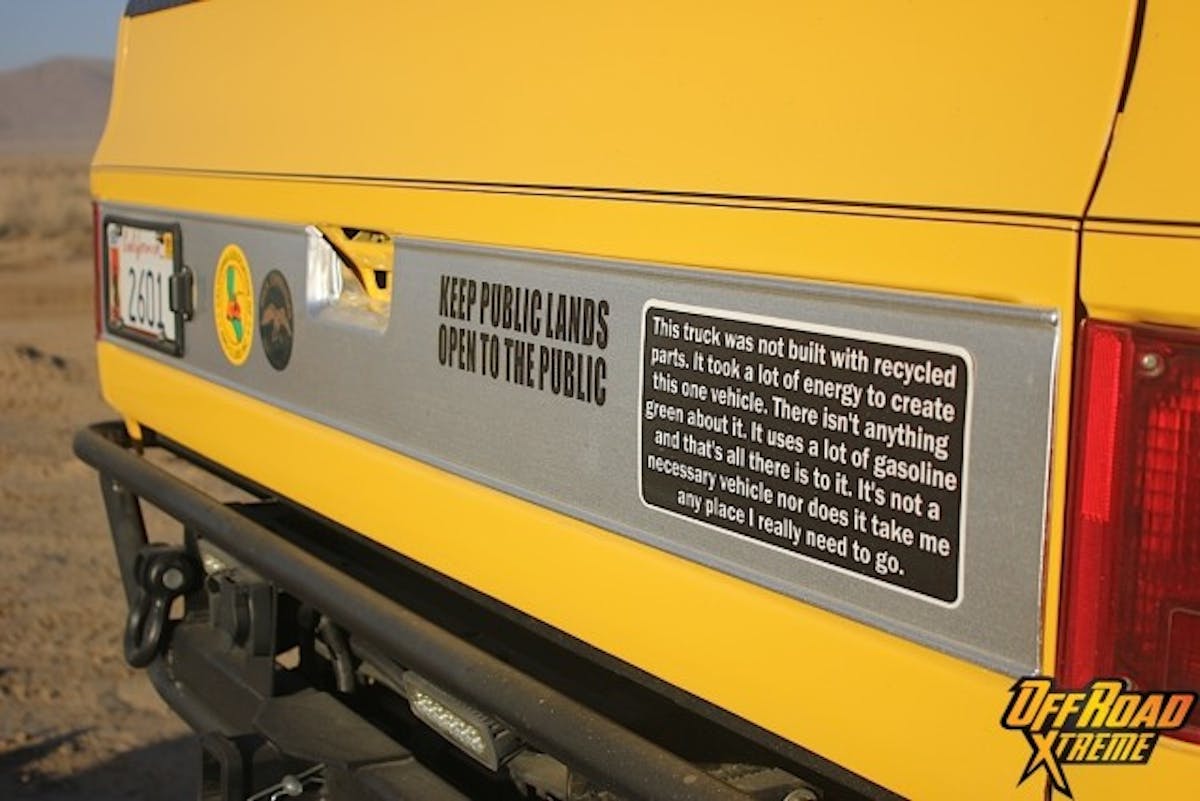 California
2601
KEEP PUBLIC LANDS
OPEN TO THE PUBLIC
This truck was not built with recycled
parts. It took a lot of energy to create
this one vehicle. There isn't anything
green about it. It uses a lot of gasoline
and that's all there is to it. It's not a
necessary vehicle nor does it take me
any place I really need to go.
OFFROAD
XTREME